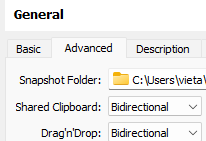 General
Basic Advanced Description
Snapshot Folder: C:\Users\vieta\
Shared Clipboard: Bidirectional
Drag'n'Drop: Bidirectional